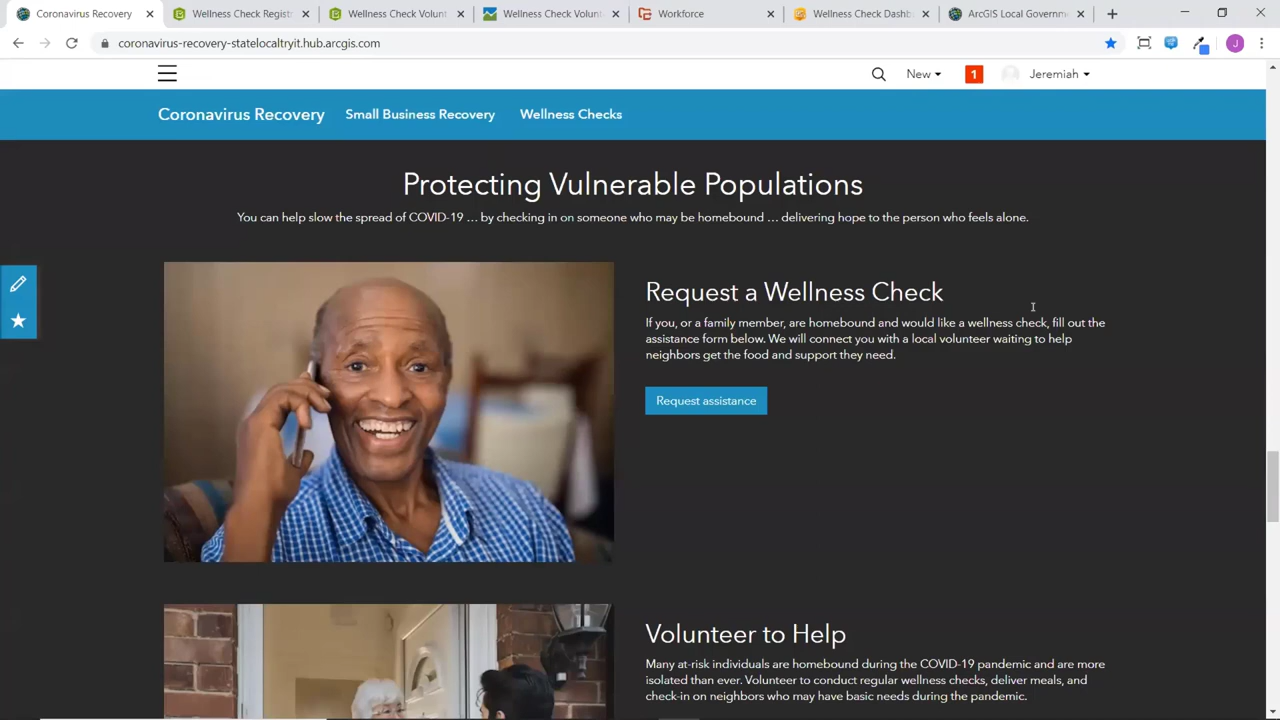 Coronavirus Recovery
Wellness Check Registr
Wellness Check Volunt
Wellness Check Volunt
Workforce
Wellness Check Dashb
ArcGIS Local Governme
coronavirus-recovery-statelocaltryit.hub.arcgis.com
J
New
1
Jeremiah
Coronavirus Recovery
Small Business Recovery
Wellness Checks
Protecting Vulnerable Populations
You can help slow the spread of COVID-19 ... by checking in on someone who may be homebound ... delivering hope to the person who feels alone.
Request a Wellness Check
If you, or a family member, are homebound and would like a wellness check, fill out the
assistance form below. We will connect you with a local volunteer waiting to help
neighbors get the food and support they need.
Request assistance
Volunteer to Help
Many at-risk individuals are homebound during the COVID-19 pandemic and are more
isolated than ever. Volunteer to conduct regular wellness checks, deliver meals, and
check-in on neighbors who may have basic needs during the pandemic.